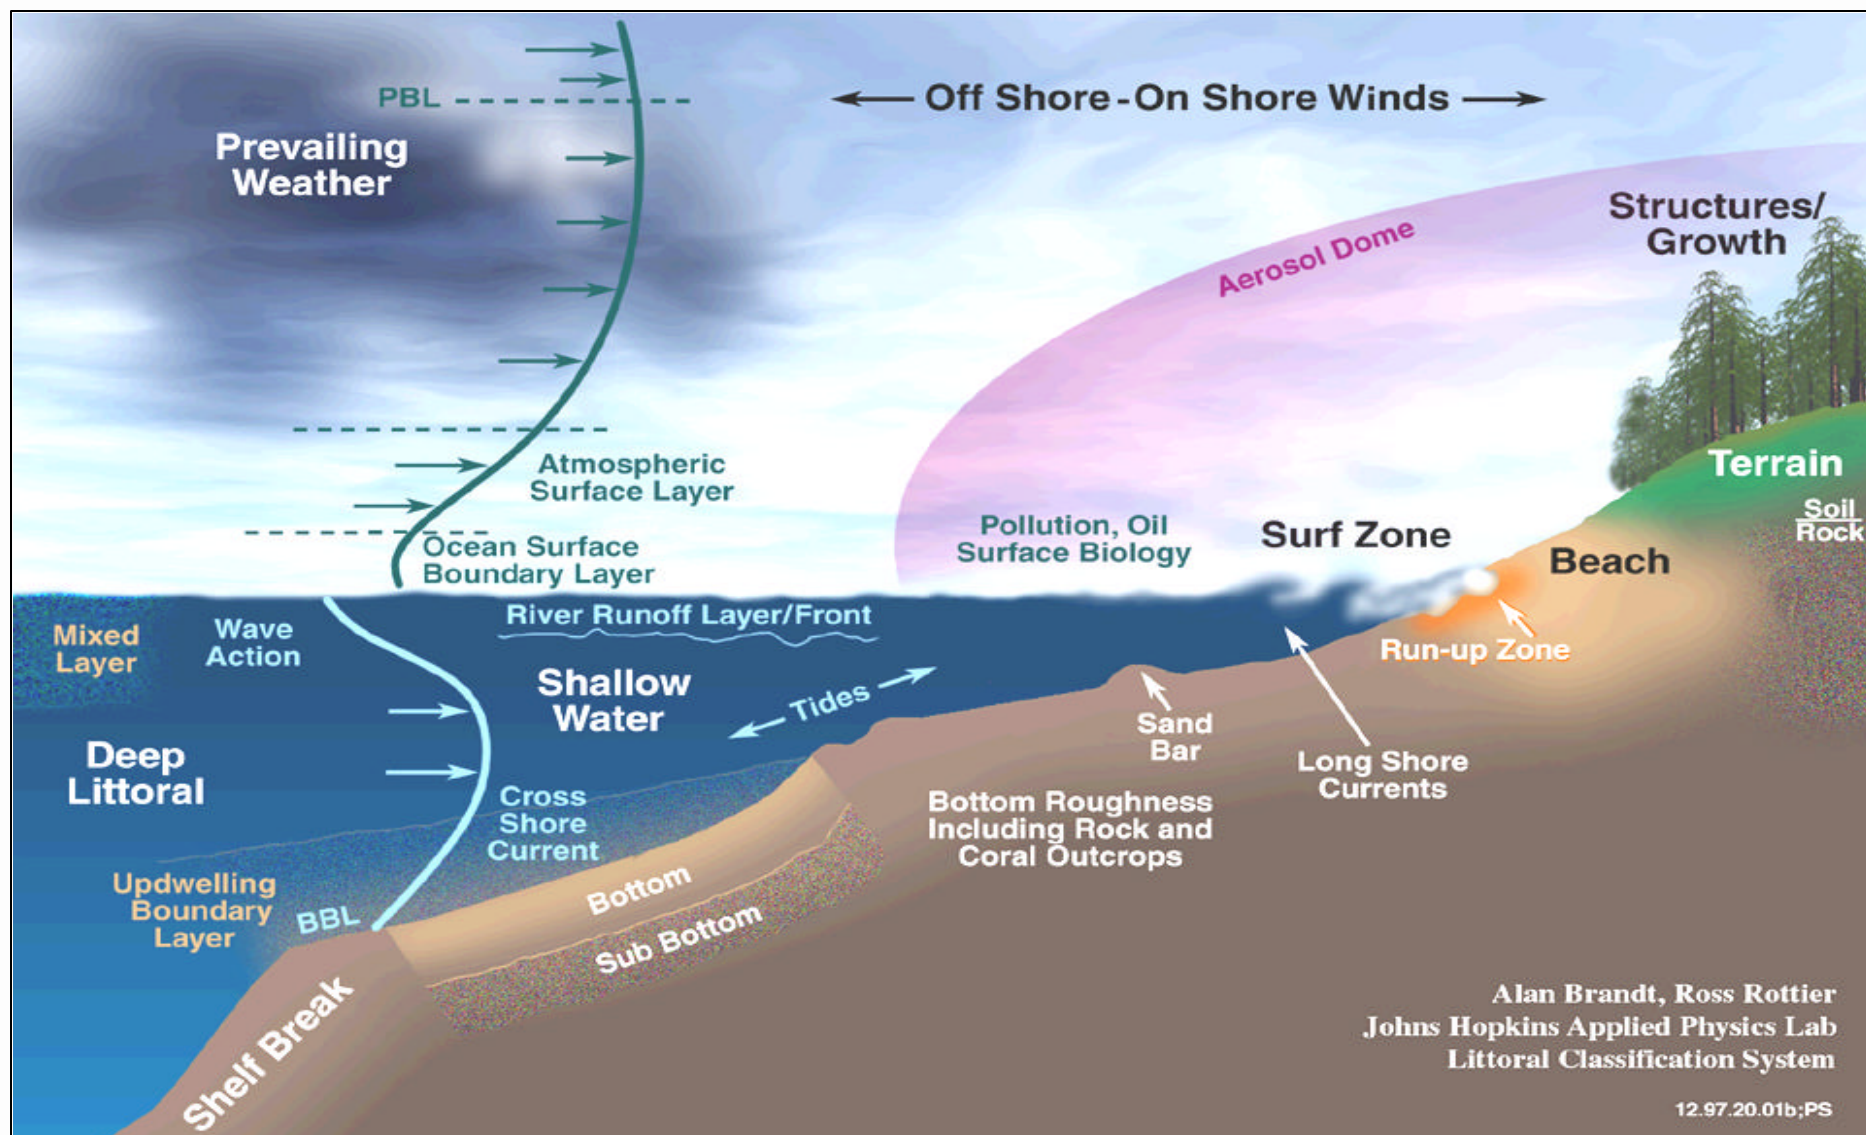 PBL
Off Shore - On Shore Winds
Prevailing
Weather
Structures/
Growth
Aerosol Dome
Atmospheric
Surface Layer
Terrain
Soil
Rock
Pollution, Oil
Surface Biology
Surf Zone
Ocean Surface
Boundary Layer
Beach
River Runoff Layer/Front
Mixed
Layer
Wave
Action
Run-up Zone
Shallow
Water
Tides
Sand
Bar
Deep
Littoral
Long Shore
Currents
Cross
Shore
Current
Bottom Roughness
Including Rock and
Coral Outcrops
Updwelling
Boundary
Layer
BBL
Bottom
Sub Bottom
Shelf Break
Alan Brandt, Ross Rottier
Johns Hopkins Applied Physics Lab
Littoral Classification System
12.97.20.01b;PS